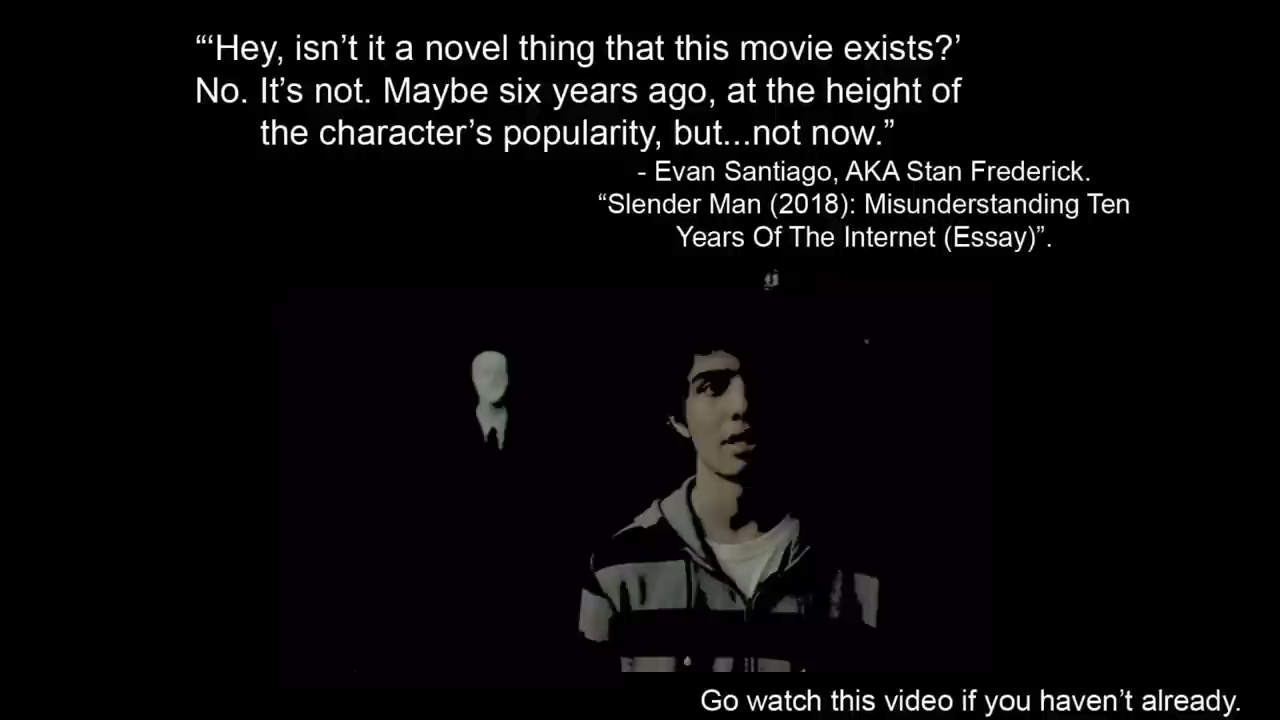 “‘Hey, isn’t it a novel thing that this movie exists?’
No. It’s not. Maybe six years ago, at the height of
the character’s popularity, but...not now.”
- Evan Santiago, AKA Stan Frederick.
“Slender Man (2018): Misunderstanding Ten
Years Of The Internet (Essay)”.
Go watch this video if you haven’t already.